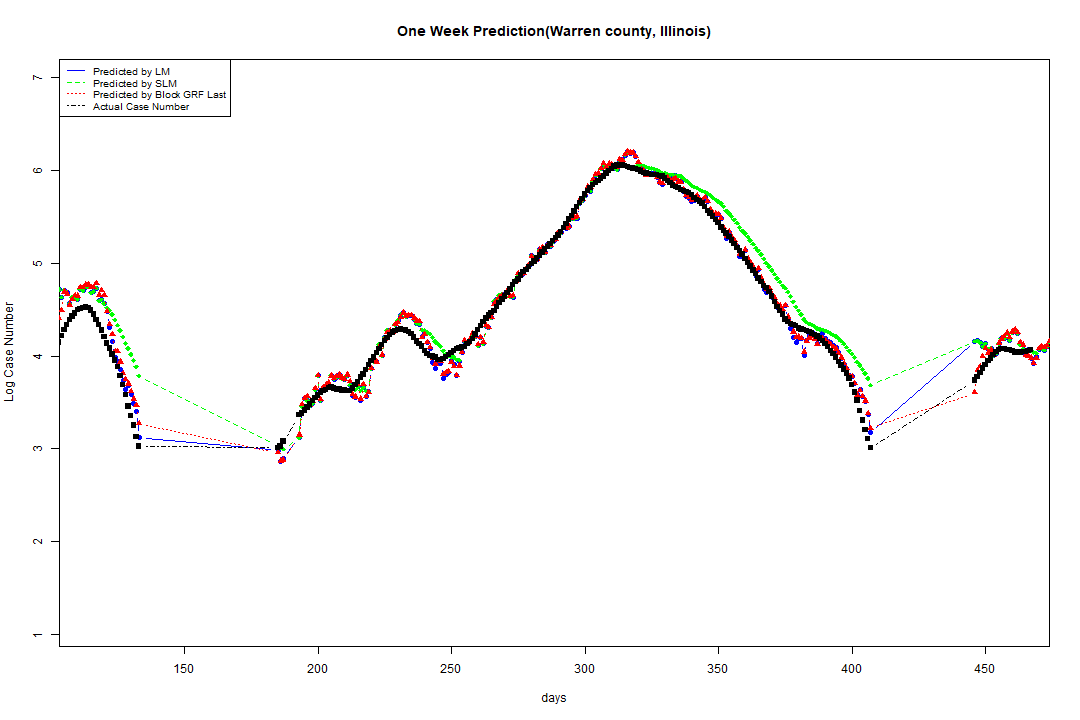 One Week Prediction(Warren county, Illinois)
Predicted by LM
Predicted by SLM
Predicted by Block GRF Last
Actual Case Number
7
6
5
4
3
2
1
Log Case Number
150 200 250 300 350 400 450
days